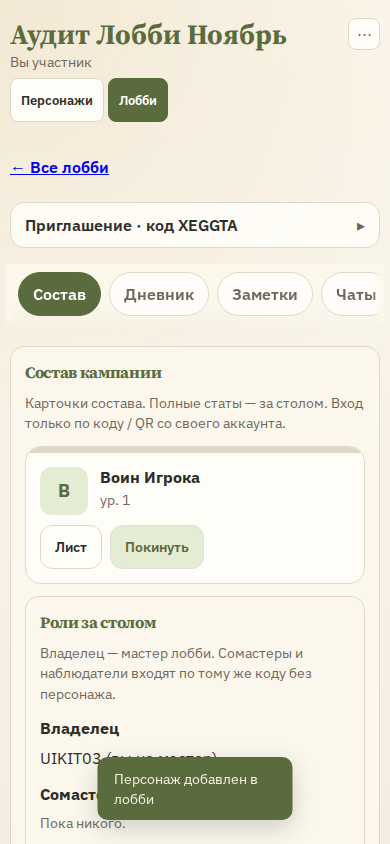 Аудит Лобби Ноябрь
...
Вы участник
Персонажи
Лобби
← Все лобби
Приглашение · код XEGGTA
Состав
Дневник
Заметки
Чаты
Состав кампании
Карточки состава. Полные статы — за столом. Вход
только по коду / QR со своего аккаунта.
В
Воин Игрока
ур. 1
Лист
Покинуть
Роли за столом
Владелец — мастер лобби. Сомастеры и
наблюдатели входят по тому же коду без
персонажа.
Владелец
UIKIT03
Пока никого.
Персонаж добавлен в
лобби